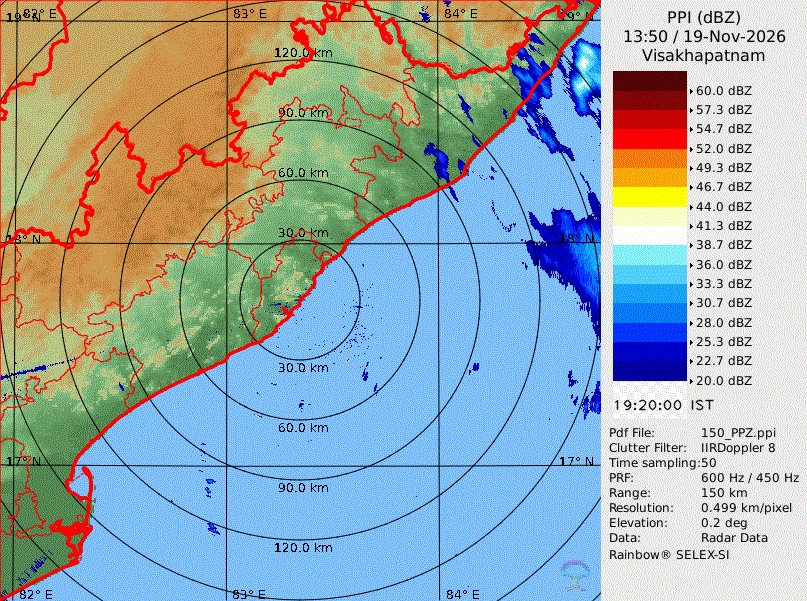 82° E
83° E
84° E
19° N
19° N
120.0 km
90.0 km
60.0 km
30.0 km
18° N
18° N
30.0 km
60.0 km
17° N
17° N
90.0 km
120.0 km
82° E
83° E
84° E
PPI (dBZ)
13:50 / 19-Nov-2026
Visakhapatnam
60.0 dBZ
57.3 dBZ
54.7 dBZ
52.0 dBZ
49.3 dBZ
46.7 dBZ
44.0 dBZ
41.3 dBZ
38.7 dBZ
36.0 dBZ
33.3 dBZ
30.7 dBZ
28.0 dBZ
25.3 dBZ
22.7 dBZ
20.0 dBZ
19:20:00 IST
Pdf File: 150_PPZ.ppi
Clutter Filter: IIRDoppler 8
Time sampling:50
PRF: 600 Hz / 450 Hz
Range: 150 km
Resolution: 0.499 km/pixel
Elevation: 0.2 deg
Data: Radar Data
Rainbow® SELEX-SI